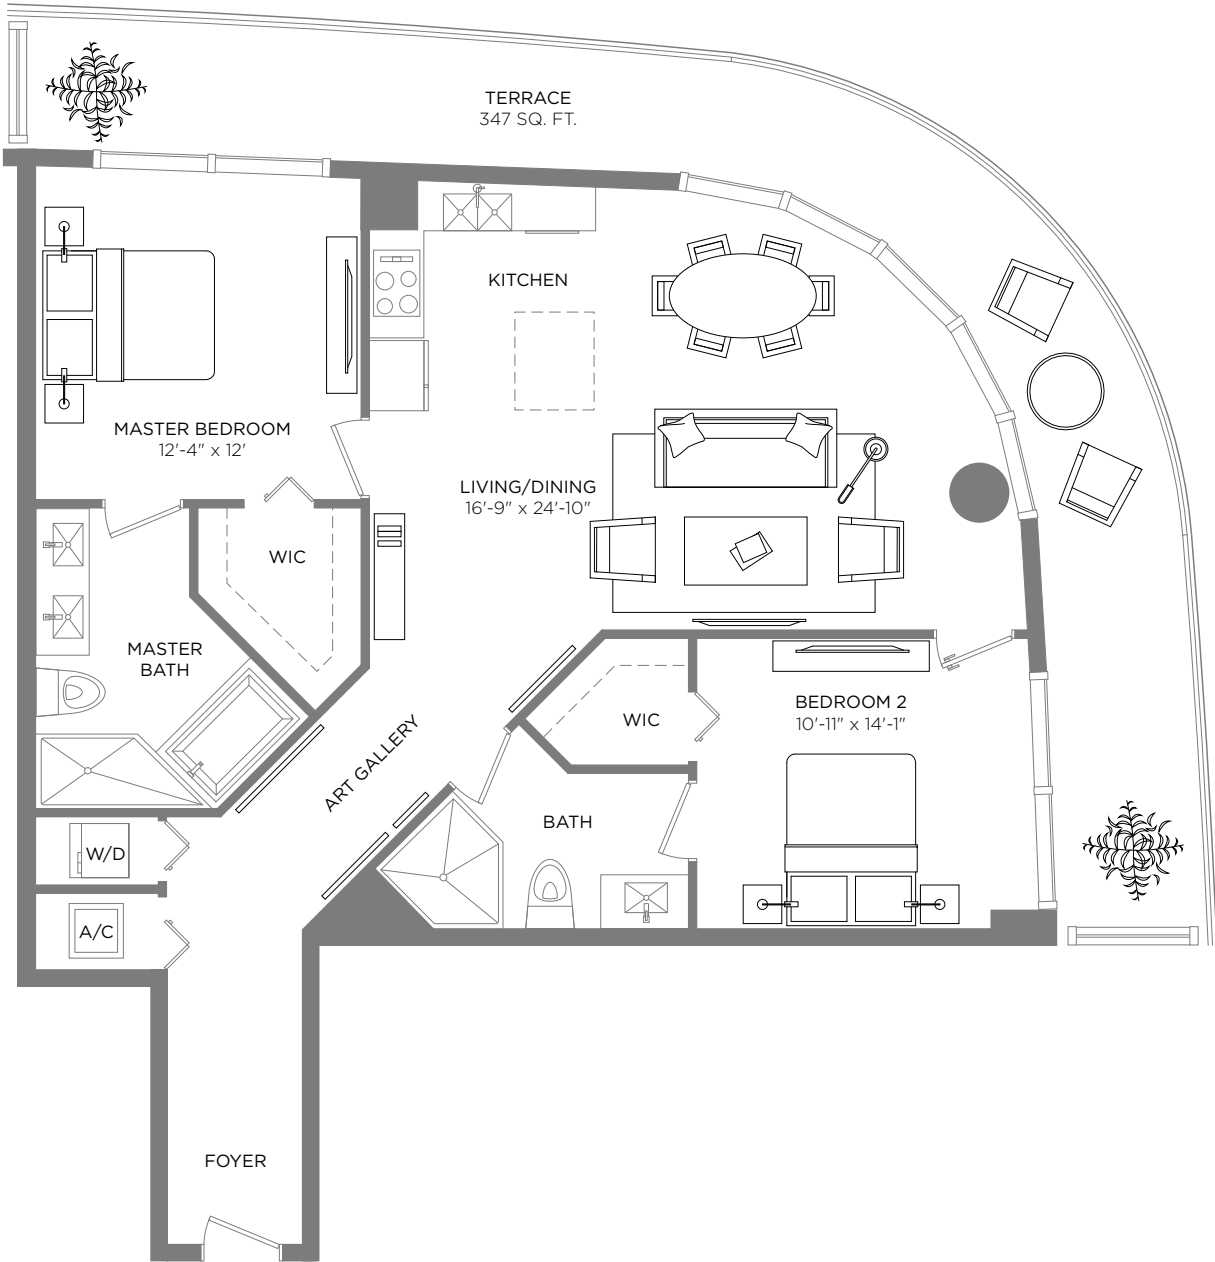 TERRACE
347 SQ. FT.
KITCHEN
MASTER BEDROOM
12'-4" x 12'
LIVING/DINING
16'-9" x 24'-10"
WIC
MASTER
BATH
BEDROOM 2
10'-11" x 14'-1"
WIC
ART GALLERY
BATH
W/D
A/C
FOYER